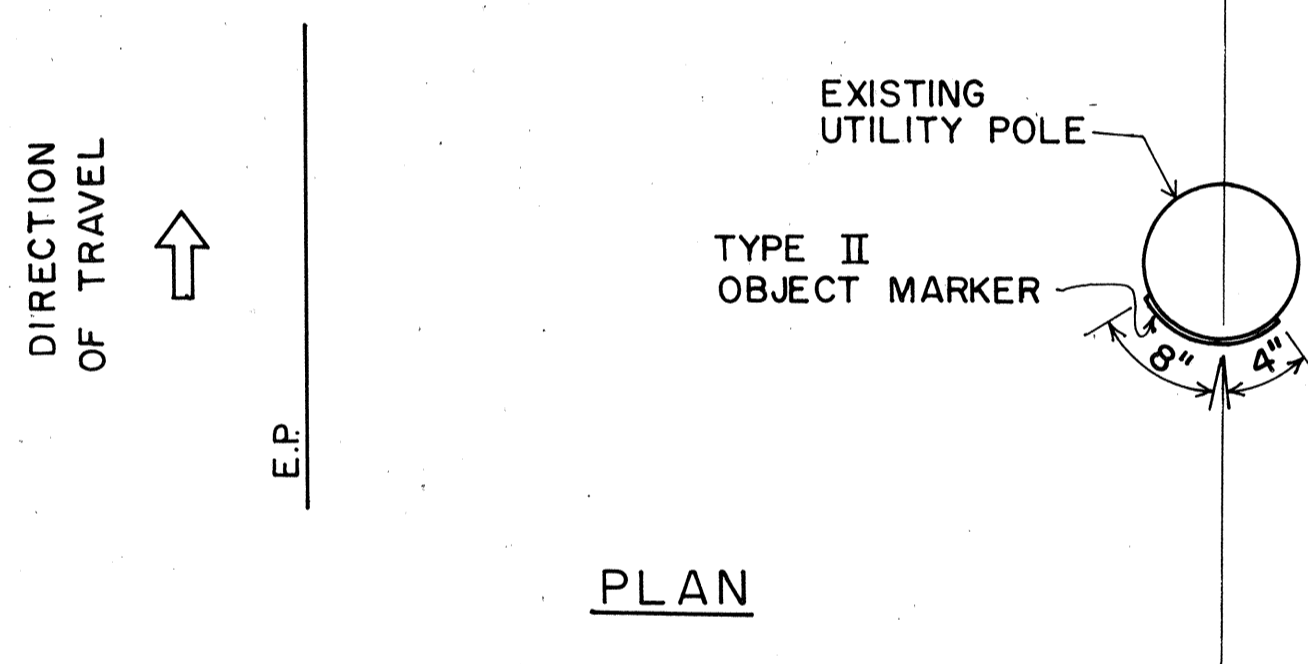 DIRECTION
OF TRAVEL
E.P.
EXISTING
UTILITY POLE
TYPE II
OBJECT MARKER
8" 4"
PLAN